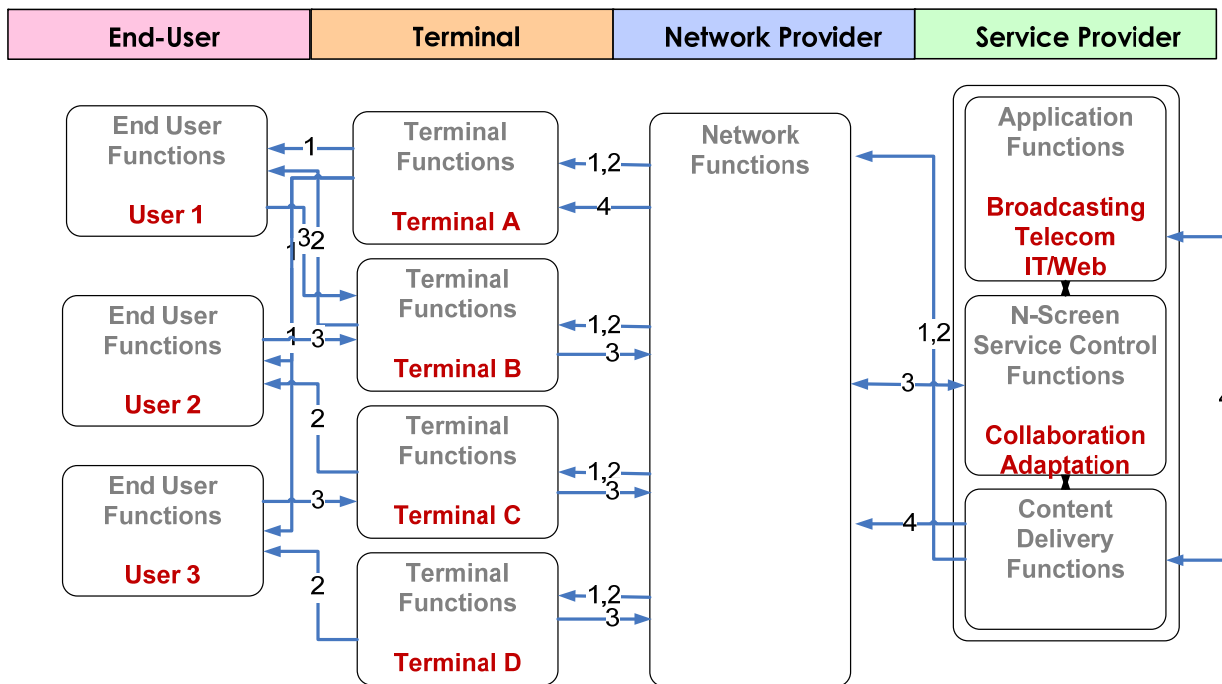 End-User
Terminal
Network Provider
Service Provider
End User
Functions
User 1
Terminal
Functions
Terminal A
Network
Functions
Application
Functions
Broadcasting
Telecom
IT/Web
1
1,2
4
3
2
1
Terminal
Functions
Terminal B
End User
Functions
User 2
3
1
1,2
3
1,2
3
N-Screen
Service Control
Functions
Collaboration
Adaptation
4
2
Terminal
Functions
Terminal C
1,2
3
End User
Functions
User 3
3
4
Content
Delivery
Functions
2
Terminal
Functions
Terminal D
1,2
3